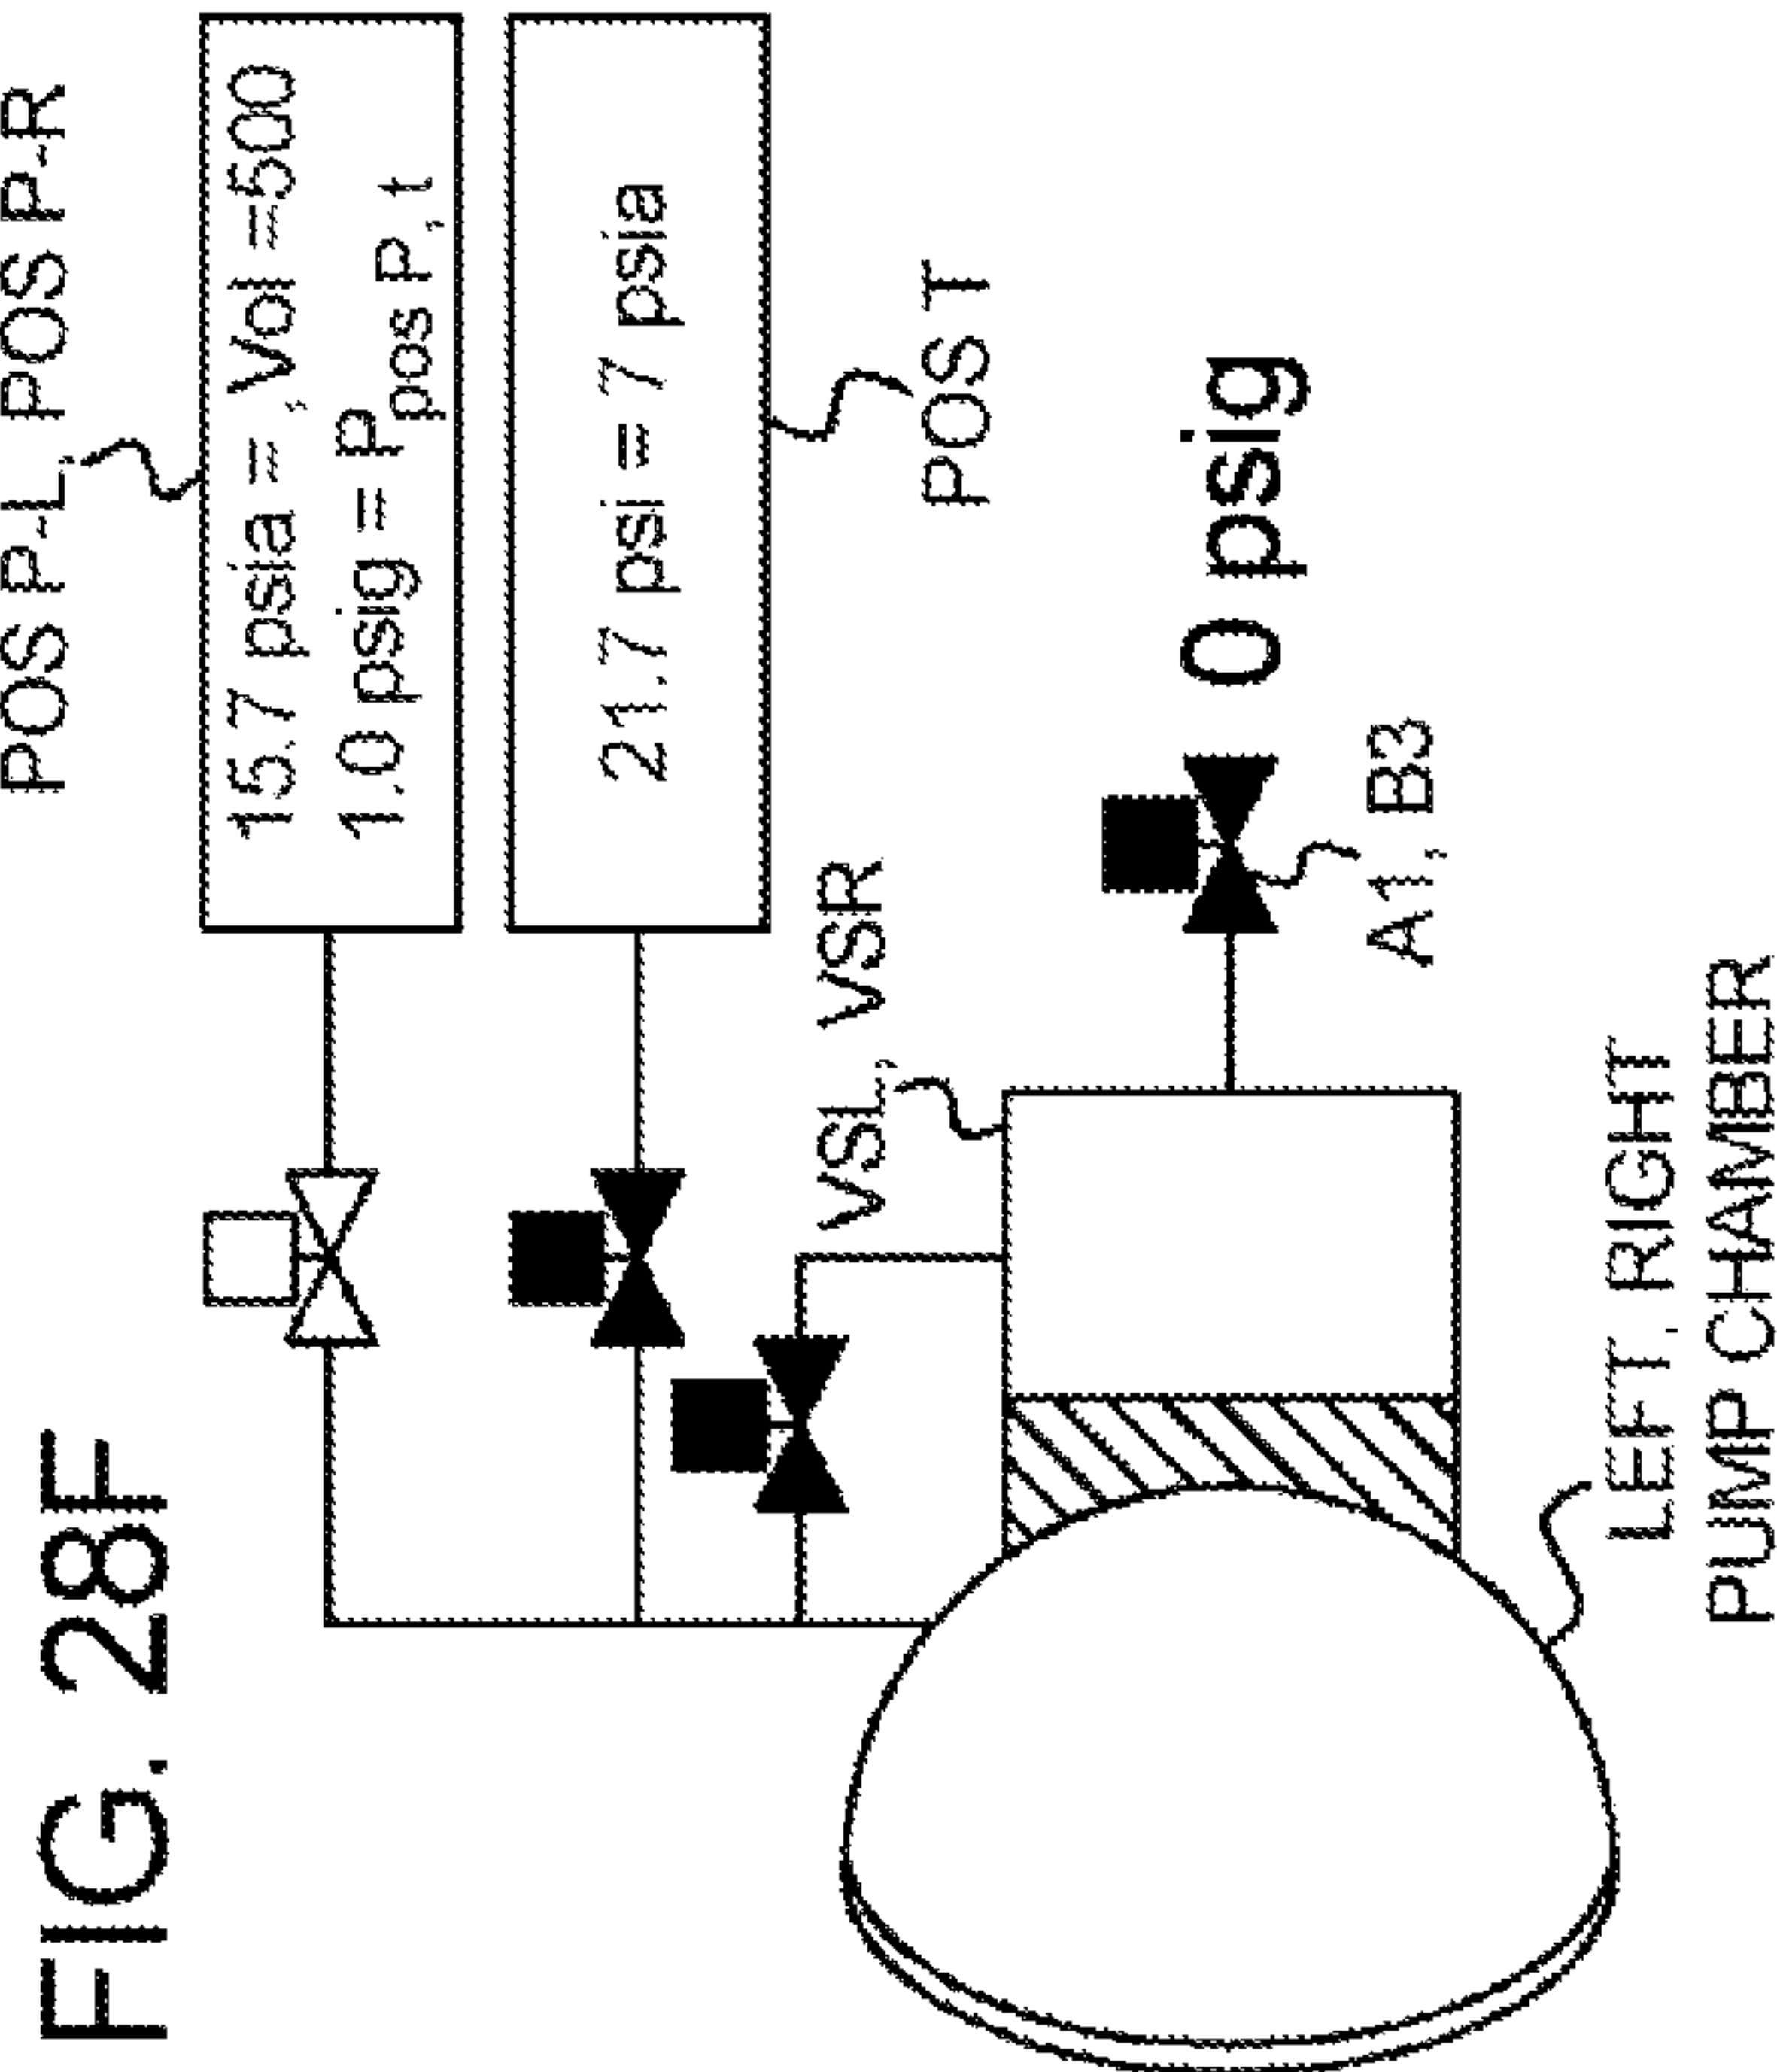 FIG. 28F
POS P-L, POS P-R
15.7 psia = ,Vol =500
1.0 psig = Ppos P, t
21.7 psi = 7 psia
POS T
VSL, VSR
0 psig
A1, B3
LEFT, RIGHT
PUMP CHAMBER